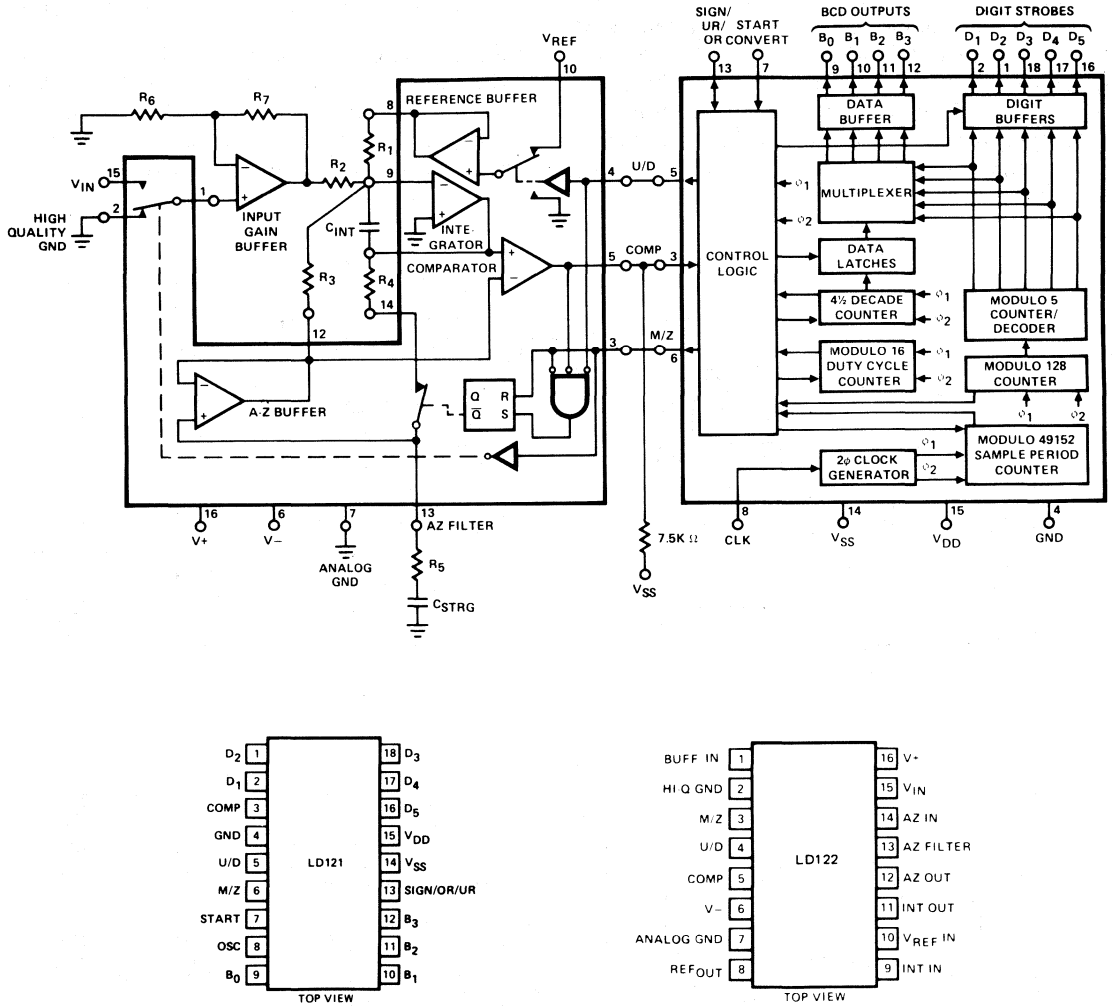 SIGN/
UR/ START
OR CONVERT
BCD OUTPUTS
DIGIT STROBES
B0 B1 B2 B3
D1 D2 D3 D4 D5
13 7
9 10 11 12
2 1 18 17 16
VREF
10
R6
R7
8
REFERENCE BUFFER
R1
15
VIN
1
2
HIGH
QUALITY
GND
−
+
INPUT
GAIN
BUFFER
R2
9
−
+
INTE-
GRATOR
CINT
+
−
COMPARATOR
R3
R4
14
12
−
+
A-Z BUFFER
Q R
Q S
4 U/D 5
5 COMP 3
3 M/Z 6
7.5K Ω
VSS
16
V+
6
V−
7
ANALOG
GND
13
AZ FILTER
R5
CSTRG
CONTROL
LOGIC
DATA
BUFFER
DIGIT
BUFFERS
MULTIPLEXER
ϕ1
ϕ2
DATA
LATCHES
4½ DECADE
COUNTER
ϕ1
ϕ2
MODULO 5
COUNTER/
DECODER
MODULO 16
DUTY CYCLE
COUNTER
ϕ1
ϕ2
MODULO 128
COUNTER
ϕ1 ϕ2
2ϕ CLOCK
GENERATOR
ϕ1
ϕ2
MODULO 49152
SAMPLE PERIOD
COUNTER
8
CLK
14
VSS
15
VDD
4
GND
D2 1
D1 2
COMP 3
GND 4
U/D 5
M/Z 6
START 7
OSC 8
B0 9
LD121
18 D3
17 D4
16 D5
15 VDD
14 VSS
13 SIGN/OR/UR
12 B3
11 B2
10 B1
TOP VIEW
BUFF IN 1
HI Q GND 2
M/Z 3
U/D 4
COMP 5
V− 6
ANALOG GND 7
REFOUT 8
LD122
16 V+
15 VIN
14 AZ IN
13 AZ FILTER
12 AZ OUT
11 INT OUT
10 VREF IN
9 INT IN
TOP VIEW